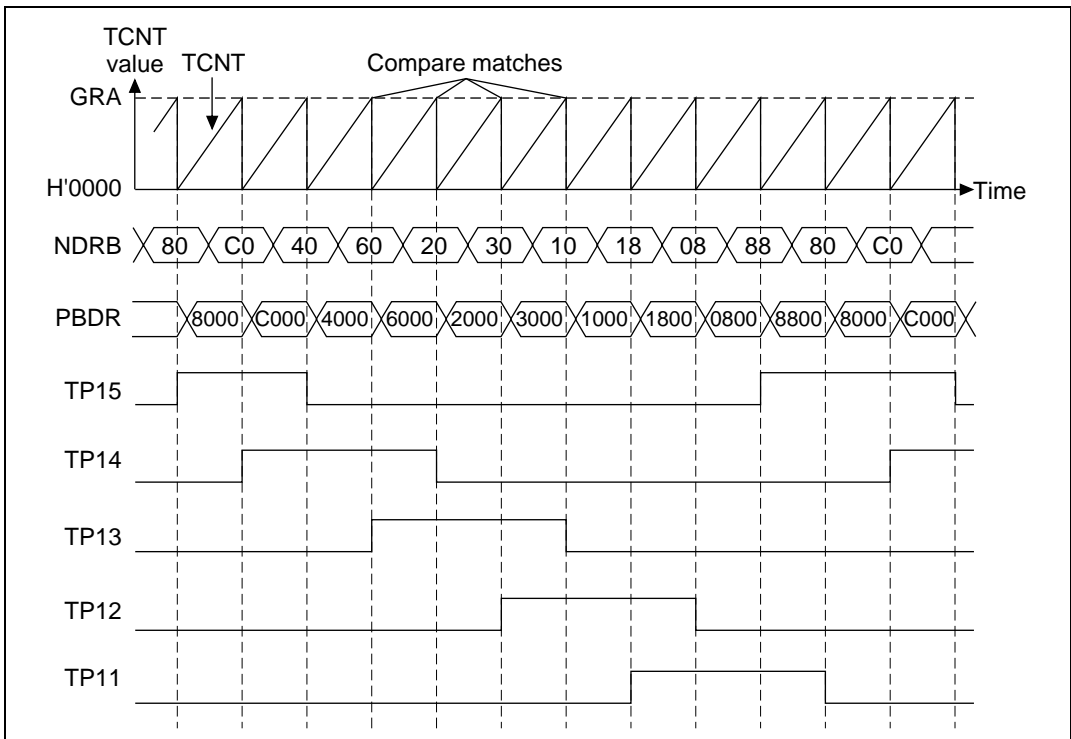 TCNT
value
TCNT
Compare matches
GRA
H'0000
Time
NDRB 80 C0 40 60 20 30 10 18 08 88 80 C0
PBDR 8000 C000 4000 6000 2000 3000 1000 1800 0800 8800 8000 C000
TP15
TP14
TP13
TP12
TP11